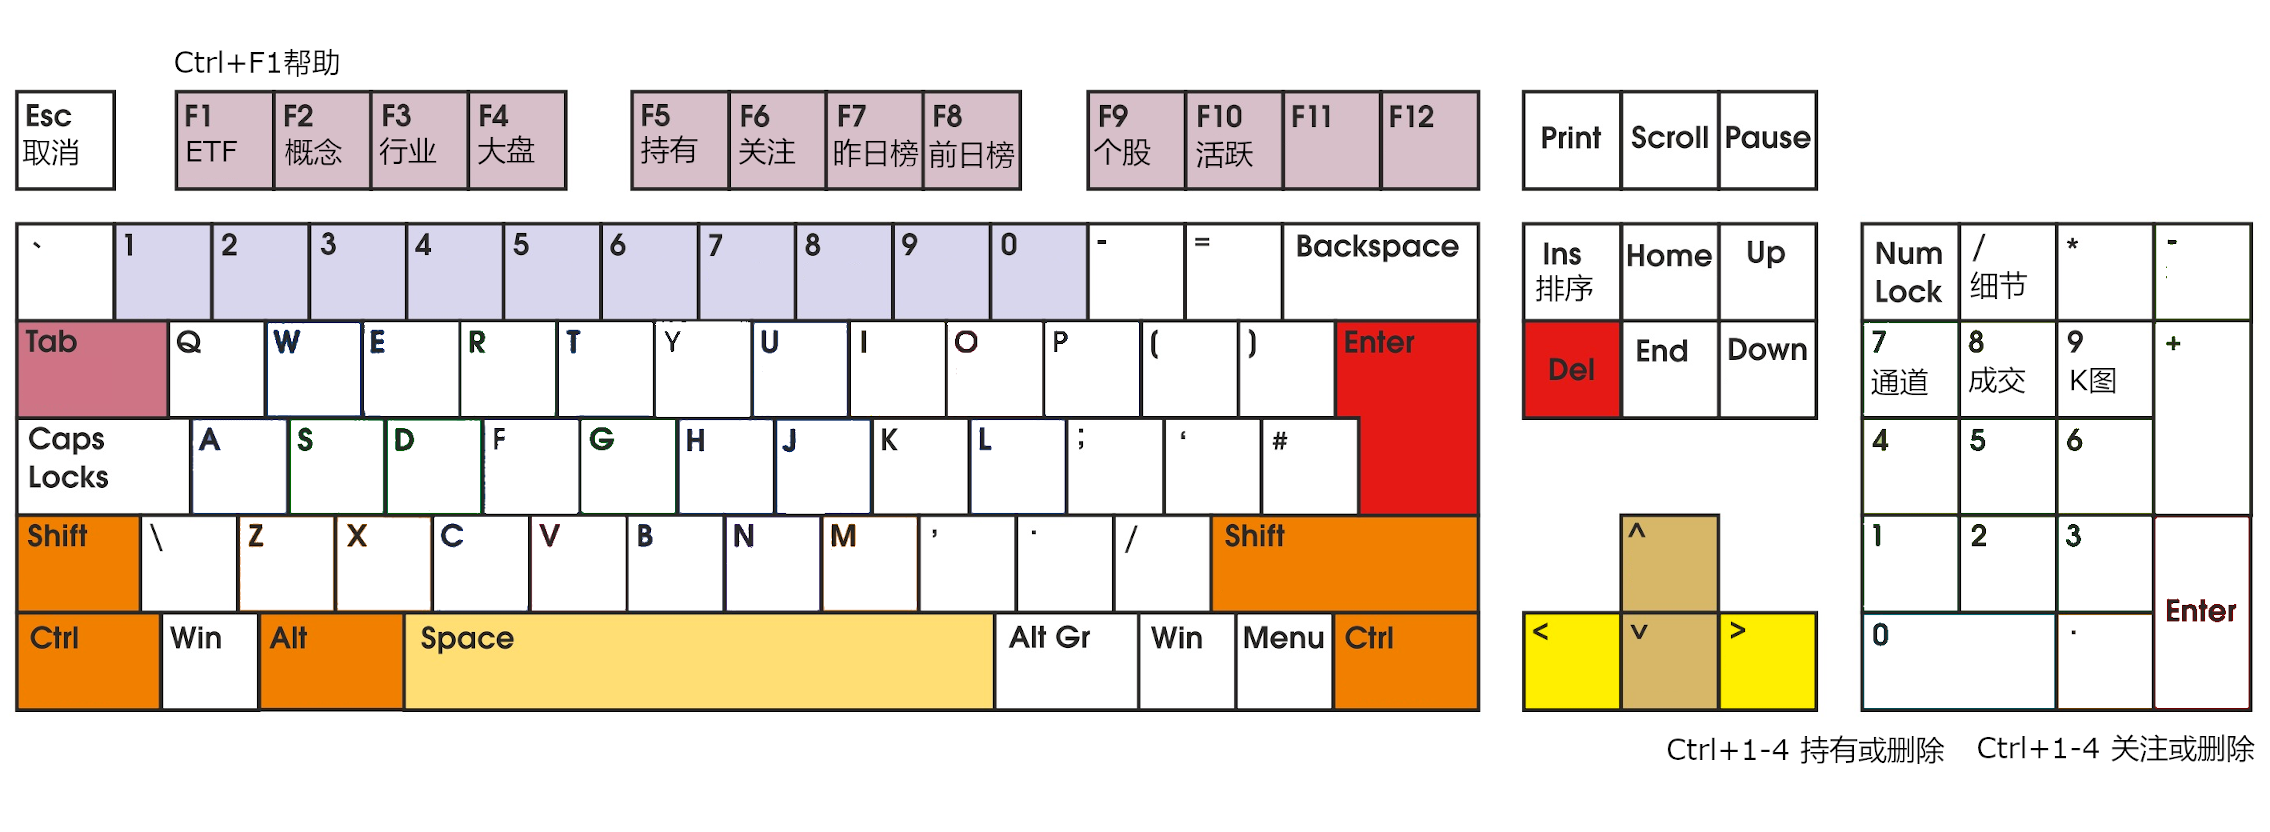 Ctrl+F1帮助
Esc F1 F2 F3 F4 F5 F6 F7 F8 F9 F10 F11 F12 Print Scroll Pause
取消 ETF 概念 行业 大盘 持有 关注 昨日榜 前日榜 个股 活跃
` 1 2 3 4 5 6 7 8 9 0 - = Backspace Ins Home Up Num Lock / * -
排序 细节
Tab Q W E R T Y U I O P ( ) Enter Del End Down 7 8 9 +
通道 成交 K图
Caps Locks A S D F G H J K L ; ‘ # 4 5 6
Shift \ Z X C V B N M , . / Shift ^ 1 2 3 Enter
Ctrl Win Alt Space Alt Gr Win Menu Ctrl < v > 0 .
Ctrl+1-4 持有或删除 Ctrl+1-4 关注或删除